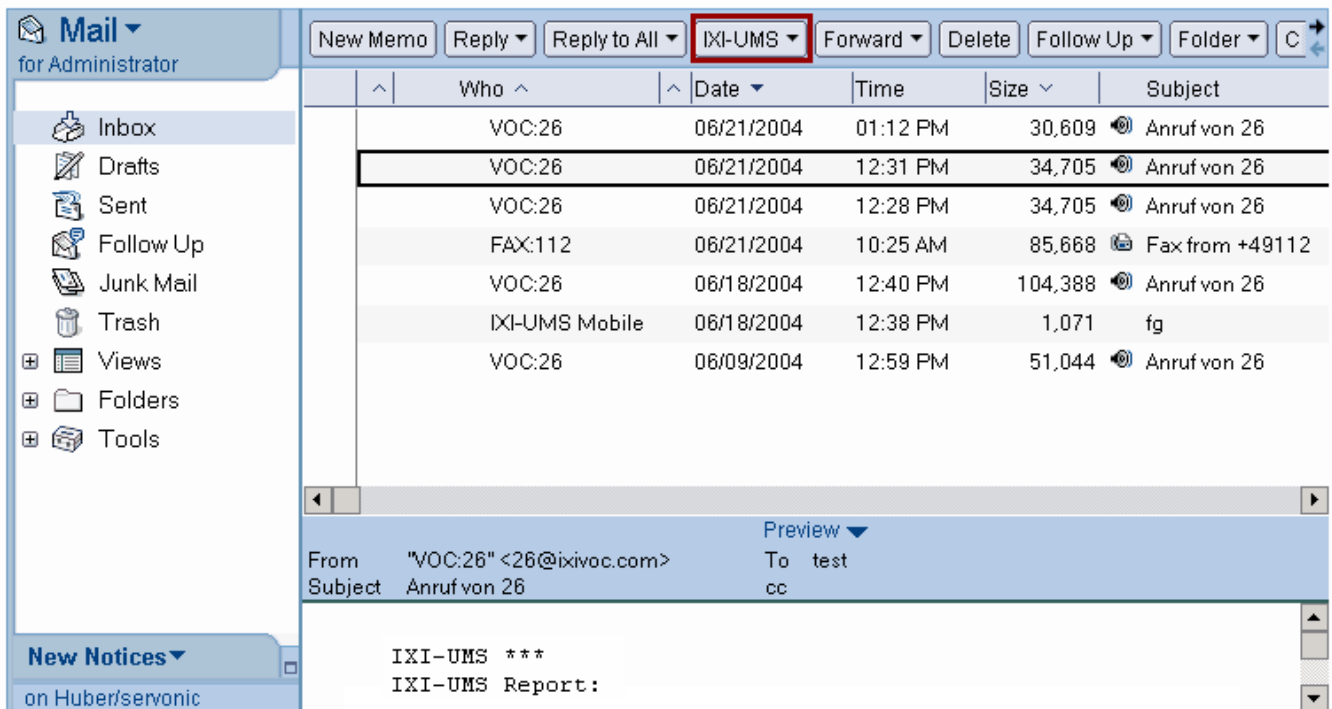 Mail
for Administrator
Inbox
Drafts
Sent
Follow Up
Junk Mail
Trash
Views
Folders
Tools
New Notices
on Huber/servonic
New Memo Reply Reply to All IXI-UMS Forward Delete Follow Up Folder C
Who Date Time Size Subject
VOC:26 06/21/2004 01:12 PM 30,609 Anruf von 26
VOC:26 06/21/2004 12:31 PM 34,705 Anruf von 26
VOC:26 06/21/2004 12:28 PM 34,705 Anruf von 26
FAX:112 06/21/2004 10:25 AM 85,668 Fax from +49112
VOC:26 06/18/2004 12:40 PM 104,388 Anruf von 26
IXI-UMS Mobile 06/18/2004 12:38 PM 1,071 fg
VOC:26 06/09/2004 12:59 PM 51,044 Anruf von 26
Preview
From "VOC:26" <26@ixivoc.com> To test
Subject Anruf von 26 cc
IXI-UMS ***
IXI-UMS Report: